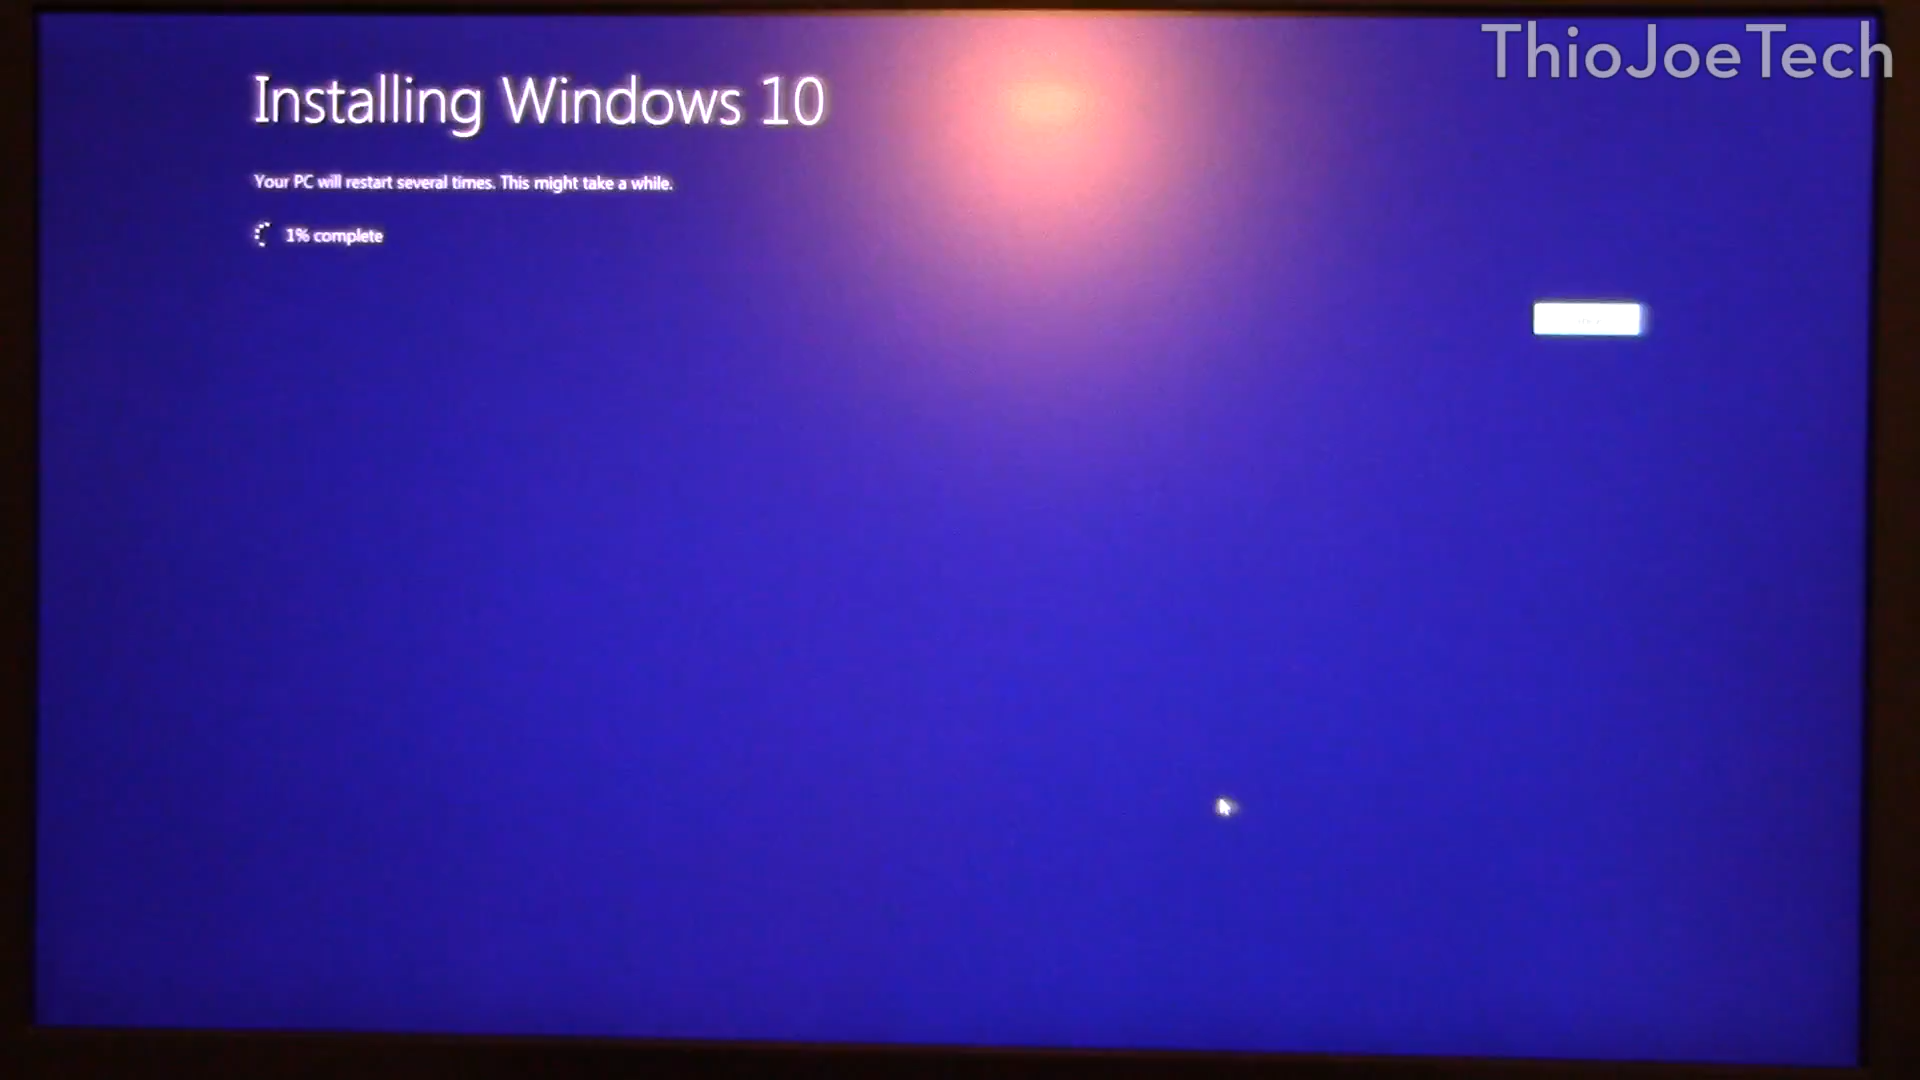 ThioJoeTech
Installing Windows 10
Your PC will restart several times. This might take a while.
1% complete